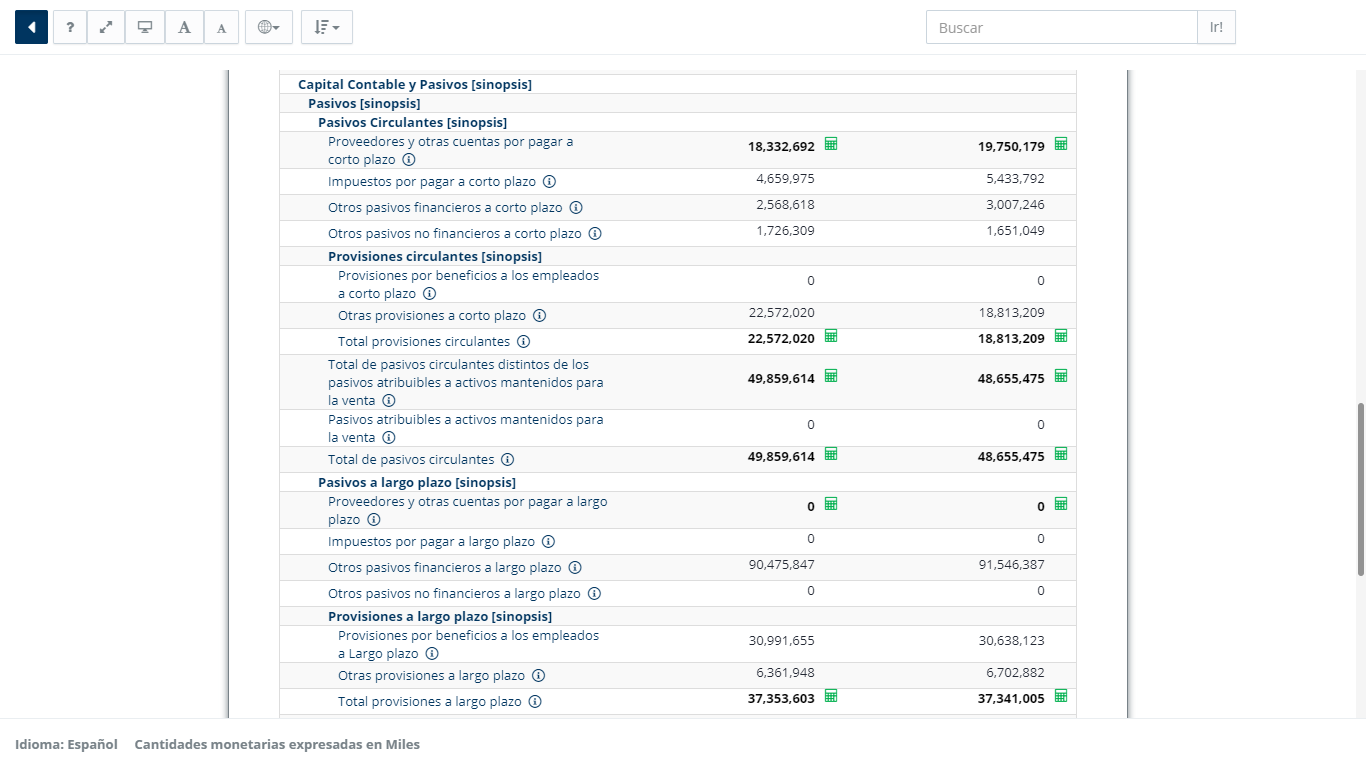 ?
A
A
Buscar
Ir!
Capital Contable y Pasivos [sinopsis]
Pasivos [sinopsis]
Pasivos Circulantes [sinopsis]
Proveedores y otras cuentas por pagar a
corto plazo
18,332,692
19,750,179
Impuestos por pagar a corto plazo
4,659,975
5,433,792
Otros pasivos financieros a corto plazo
2,568,618
3,007,246
Otros pasivos no financieros a corto plazo
1,726,309
1,651,049
Provisiones circulantes [sinopsis]
Provisiones por beneficios a los empleados
a corto plazo
0
0
Otras provisiones a corto plazo
22,572,020
18,813,209
Total provisiones circulantes
22,572,020
18,813,209
Total de pasivos circulantes distintos de los
pasivos atribuibles a activos mantenidos para
la venta
49,859,614
48,655,475
Pasivos atribuibles a activos mantenidos para
la venta
0
0
Total de pasivos circulantes
49,859,614
48,655,475
Pasivos a largo plazo [sinopsis]
Proveedores y otras cuentas por pagar a largo
plazo
0
0
Impuestos por pagar a largo plazo
0
0
Otros pasivos financieros a largo plazo
90,475,847
91,546,387
Otros pasivos no financieros a largo plazo
0
0
Provisiones a largo plazo [sinopsis]
Provisiones por beneficios a los empleados
a Largo plazo
30,991,655
30,638,123
Otras provisiones a largo plazo
6,361,948
6,702,882
Total provisiones a largo plazo
37,353,603
37,341,005
Idioma: Español
Cantidades monetarias expresadas en Miles